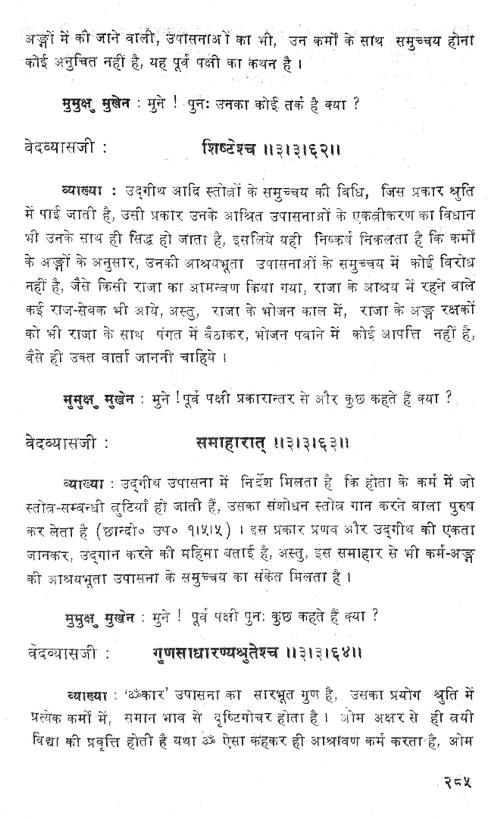 अङ्गों में की जाने वाली, उपासनाओं का भी, उन कर्मों के साथ समुच्चय होना
कोई अनुचित नहीं है, यह पूर्व पक्षी का कथन है ।
मुमुक्षु मुखेन : मुने ! पुनः उनका कोई तर्क है क्या ?
वेदव्यासजी : शिष्टेश्च ॥३।३।६२॥
व्याख्या : उद्गीथ आदि स्तोत्रों के समुच्चय की विधि, जिस प्रकार श्रुति
में पाई जाती है, उसी प्रकार उनके आश्रित उपासनाओं के एकत्रीकरण का विधान
भी उनके साथ ही सिद्ध हो जाता है, इसलिये यही निष्कर्ष निकलता है कि कर्मों
के अङ्गों के अनुसार, उनकी आश्रयभूता उपासनाओं के समुच्चय में कोई विरोध
नहीं है, जैसे किसी राजा का आमन्त्रण किया गया, राजा के आश्रय में रहने वाले
कई राज-सेवक भी आये, अस्तु, राजा के भोजन काल में, राजा के अङ्ग रक्षकों
को भी राजा के साथ पंगत में बैठाकर, भोजन पवाने में कोई आपत्ति नहीं है,
वैसे ही उक्त वार्ता जाननी चाहिये ।
मुमुक्षु मुखेन : मुने ! पूर्व पक्षी प्रकारान्तर से और कुछ कहते हैं क्या ?
वेदव्यासजी : समाहारात् ॥३।३।६३॥
व्याख्या : उद्गीथ उपासना में निर्देश मिलता है कि होता के कर्म में जो
स्तोत्र-सम्बन्धी त्रुटियाँ हो जाती हैं, उसका संशोधन स्तोत्र गान करने वाला पुरुष
कर लेता है (छान्दो० उप० १।५।५) । इस प्रकार प्रणव और उद्गीथ की एकता
जानकर, उद्गान करने की महिमा बताई है, अस्तु, इस समाहार से भी कर्म-अङ्ग
की आश्रयभूता उपासना के समुच्चय का संकेत मिलता है ।
मुमुक्षु मुखेन : मुने ! पूर्व पक्षी पुनः कुछ कहते हैं क्या ?
वेदव्यासजी : गुणसाधारण्यश्रुतेश्च ॥३।३।६४॥
व्याख्या : ‘ॐकार’ उपासना का सारभूत गुण है, उसका प्रयोग श्रुति में
प्रत्येक कर्मों में, समान भाव से दृष्टिगोचर होता है । ओम अक्षर से ही त्रयी
विद्या की प्रवृत्ति होती है यथा ॐ ऐसा कहकर ही आश्रावण कर्म करता है, ओम
२८५